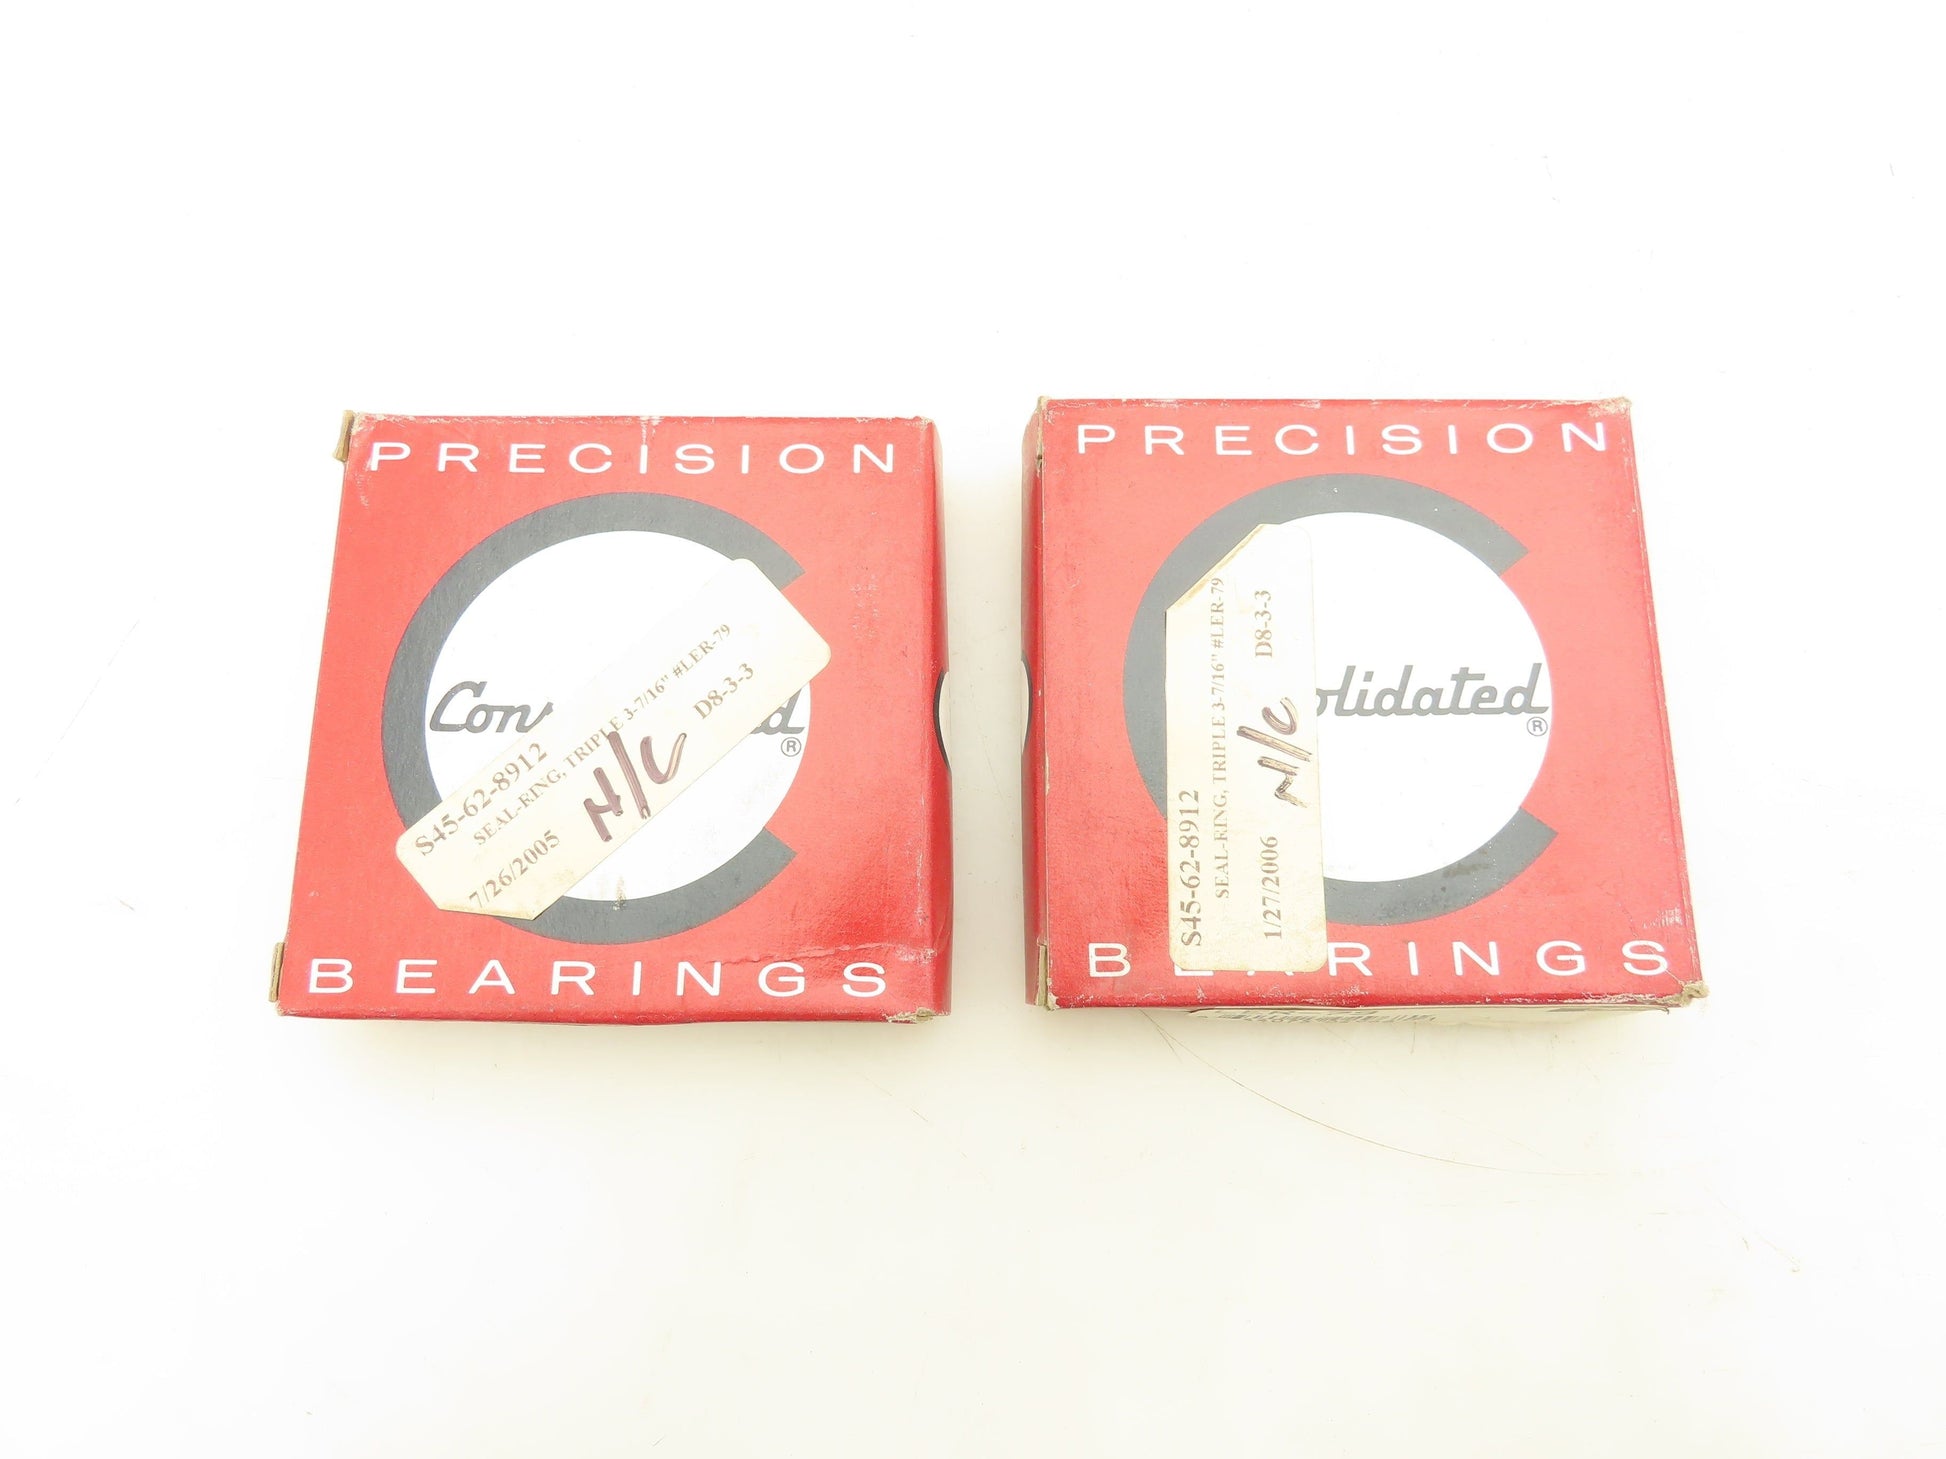 PRECISION
Con
d
®
S45-62-8912
SEAL-RING, TRIPLE 3-7/16" #LER-79
7/26/2005
N/C
D8-3-3
BEARINGS
PRECISION
olidated
®
S45-62-8912
SEAL-RING, TRIPLE 3-7/16" #LER-79
1/27/2006
N/C
D8-3-3
B ARINGS